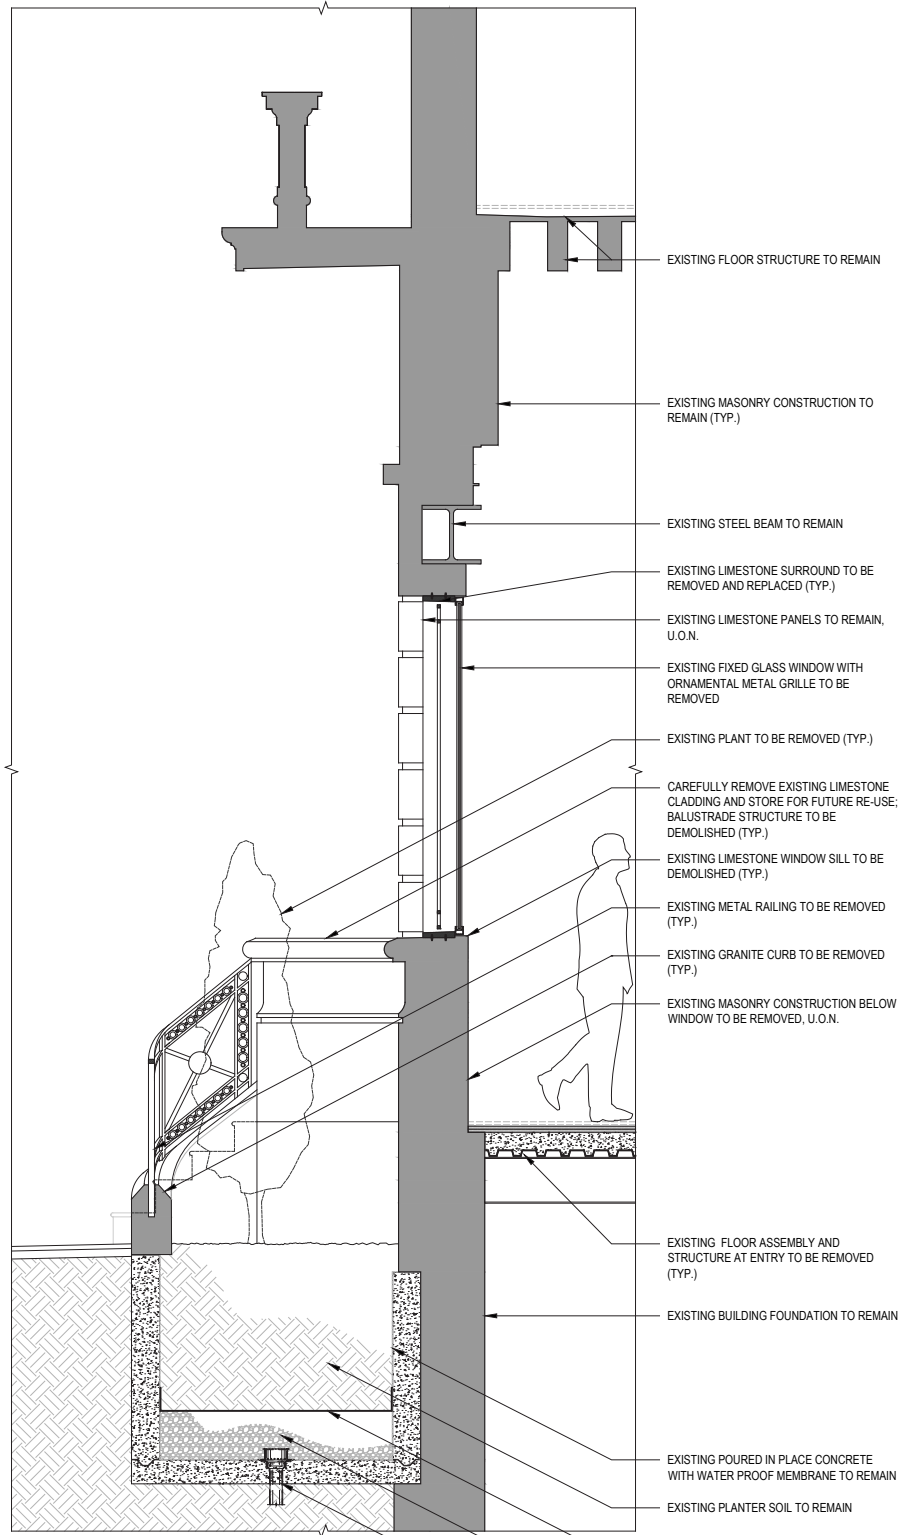 EXISTING FLOOR STRUCTURE TO REMAIN
EXISTING MASONRY CONSTRUCTION TO
REMAIN (TYP.)
EXISTING STEEL BEAM TO REMAIN
EXISTING LIMESTONE SURROUND TO BE
REMOVED AND REPLACED (TYP.)
EXISTING LIMESTONE PANELS TO REMAIN,
U.O.N.
EXISTING FIXED GLASS WINDOW WITH
ORNAMENTAL METAL GRILLE TO BE
REMOVED
EXISTING PLANT TO BE REMOVED (TYP.)
CAREFULLY REMOVE EXISTING LIMESTONE
CLADDING AND STORE FOR FUTURE RE-USE;
BALUSTRADE STRUCTURE TO BE
DEMOLISHED (TYP.)
EXISTING LIMESTONE WINDOW SILL TO BE
DEMOLISHED (TYP.)
EXISTING METAL RAILING TO BE REMOVED
(TYP.)
EXISTING GRANITE CURB TO BE REMOVED
(TYP.)
EXISTING MASONRY CONSTRUCTION BELOW
WINDOW TO BE REMOVED, U.O.N.
EXISTING FLOOR ASSEMBLY AND
STRUCTURE AT ENTRY TO BE REMOVED
(TYP.)
EXISTING BUILDING FOUNDATION TO REMAIN
EXISTING POURED IN PLACE CONCRETE
WITH WATER PROOF MEMBRANE TO REMAIN
EXISTING PLANTER SOIL TO REMAIN